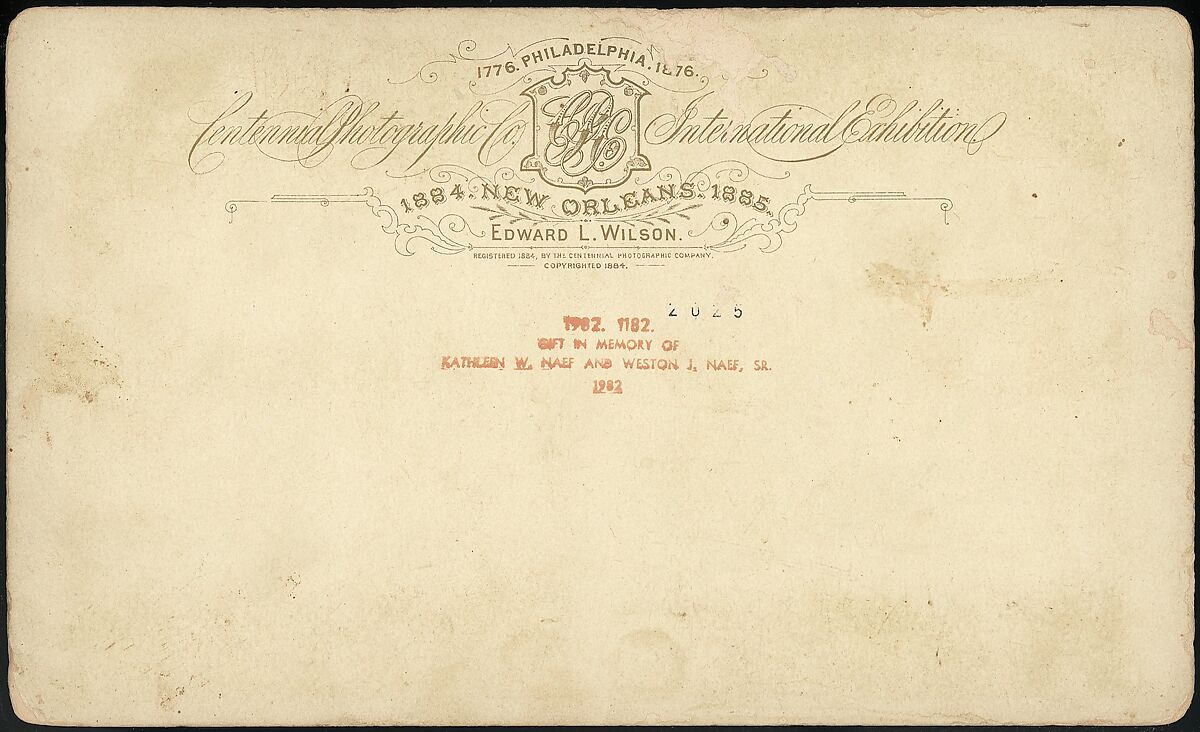 1776. PHILADELPHIA. 1876.
Centennial Photographic Co. CPC International Exhibition
1884. NEW ORLEANS. 1885.
EDWARD L. WILSON.
REGISTERED 1884, BY THE CENTENNIAL PHOTOGRAPHIC COMPANY.
COPYRIGHTED 1884.
2025
1982. 1182.
GIFT IN MEMORY OF
KATHLEEN W. NAEF AND WESTON J. NAEF, SR.
1982